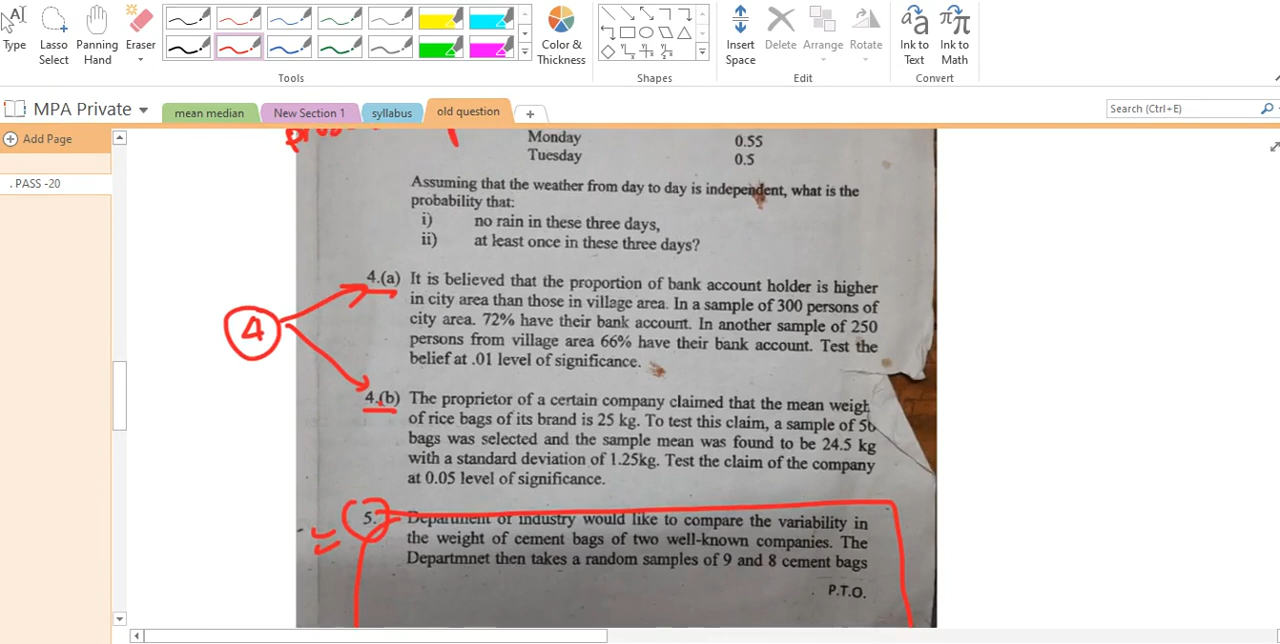 Type
Lasso Select
Panning Hand
Eraser
Color & Thickness
Insert Space
Delete
Arrange
Rotate
Ink to Text
Ink to Math
Tools
Shapes
Edit
Convert
MPA Private
mean median
New Section 1
syllabus
old question
Search (Ctrl+E)
Add Page
. PASS -20
Monday 0.55
Tuesday 0.5
Assuming that the weather from day to day is independent, what is the
probability that:
i) no rain in these three days,
ii) at least once in these three days?
4.(a) It is believed that the proportion of bank account holder is higher
in city area than those in village area. In a sample of 300 persons of
city area. 72% have their bank account. In another sample of 250
persons from village area 66% have their bank account. Test the
belief at .01 level of significance.
4
4.(b) The proprietor of a certain company claimed that the mean weigh
of rice bags of its brand is 25 kg. To test this claim, a sample of 50
bags was selected and the sample mean was found to be 24.5 kg
with a standard deviation of 1.25kg. Test the claim of the company
at 0.05 level of significance.
5. Department of industry would like to compare the variability in
the weight of cement bags of two well-known companies. The
Departmnet then takes a random samples of 9 and 8 cement bags
P.T.O.